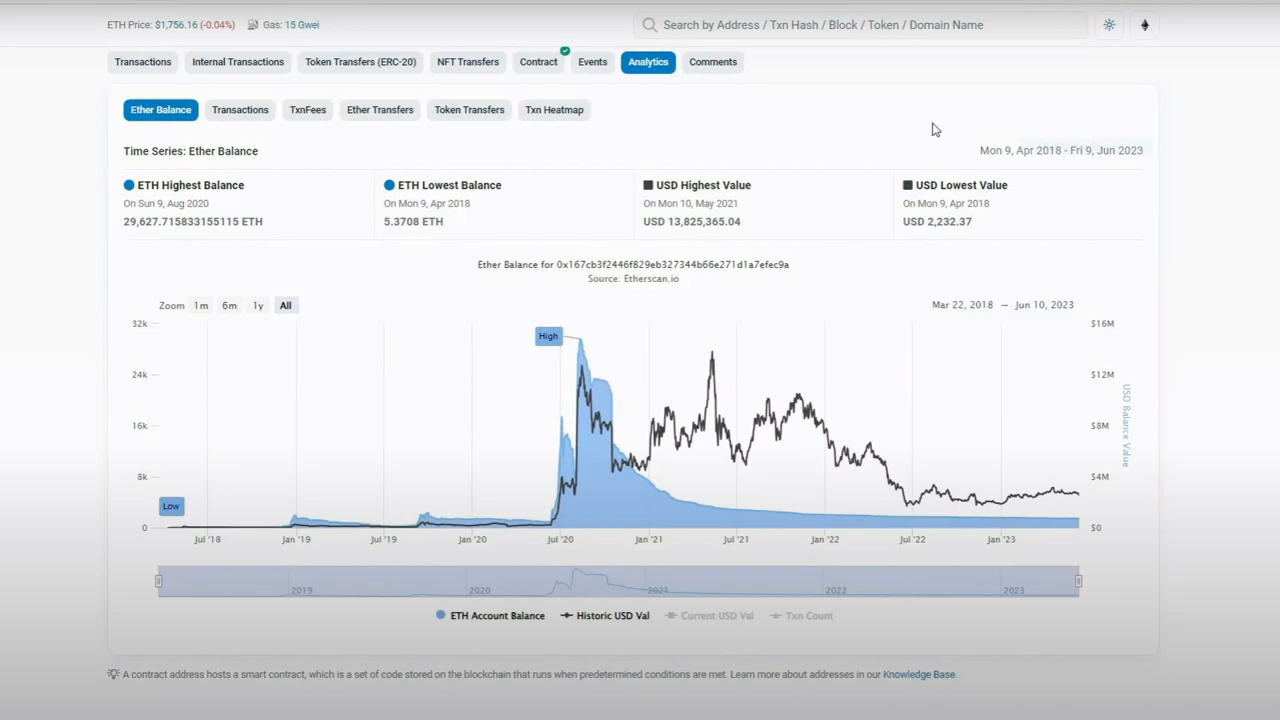 ETH Price: $1,756.16 (-0.04%) Gas: 15 Gwei
Search by Address / Txn Hash / Block / Token / Domain Name
Transactions Internal Transactions Token Transfers (ERC-20) NFT Transfers Contract Events Analytics Comments
Ether Balance Transactions TxnFees Ether Transfers Token Transfers Txn Heatmap
Time Series: Ether Balance
Mon 9, Apr 2018 - Fri 9, Jun 2023
ETH Highest Balance
On Sun 9, Aug 2020
29,627.715833155115 ETH
ETH Lowest Balance
On Mon 9, Apr 2018
5.3708 ETH
USD Highest Value
On Mon 10, May 2021
USD 13,825,365.04
USD Lowest Value
On Mon 9, Apr 2018
USD 2,232.37
Ether Balance for 0x167cb3f2446f829eb327344b66e271d1a7efec9a
Source: Etherscan.io
Zoom 1m 6m 1y All
Mar 22, 2018 — Jun 10, 2023
32k
24k
16k
8k
0
High
Low
$16M
$12M
$8M
$4M
$0
USD Balance Value
Jul '18 Jan '19 Jul '19 Jan '20 Jul '20 Jan '21 Jul '21 Jan '22 Jul '22 Jan '23
2019 2020 2021 2022 2023
ETH Account Balance Historic USD Val Current USD Val Txn Count
A contract address hosts a smart contract, which is a set of code stored on the blockchain that runs when predetermined conditions are met. Learn more about addresses in our Knowledge Base.